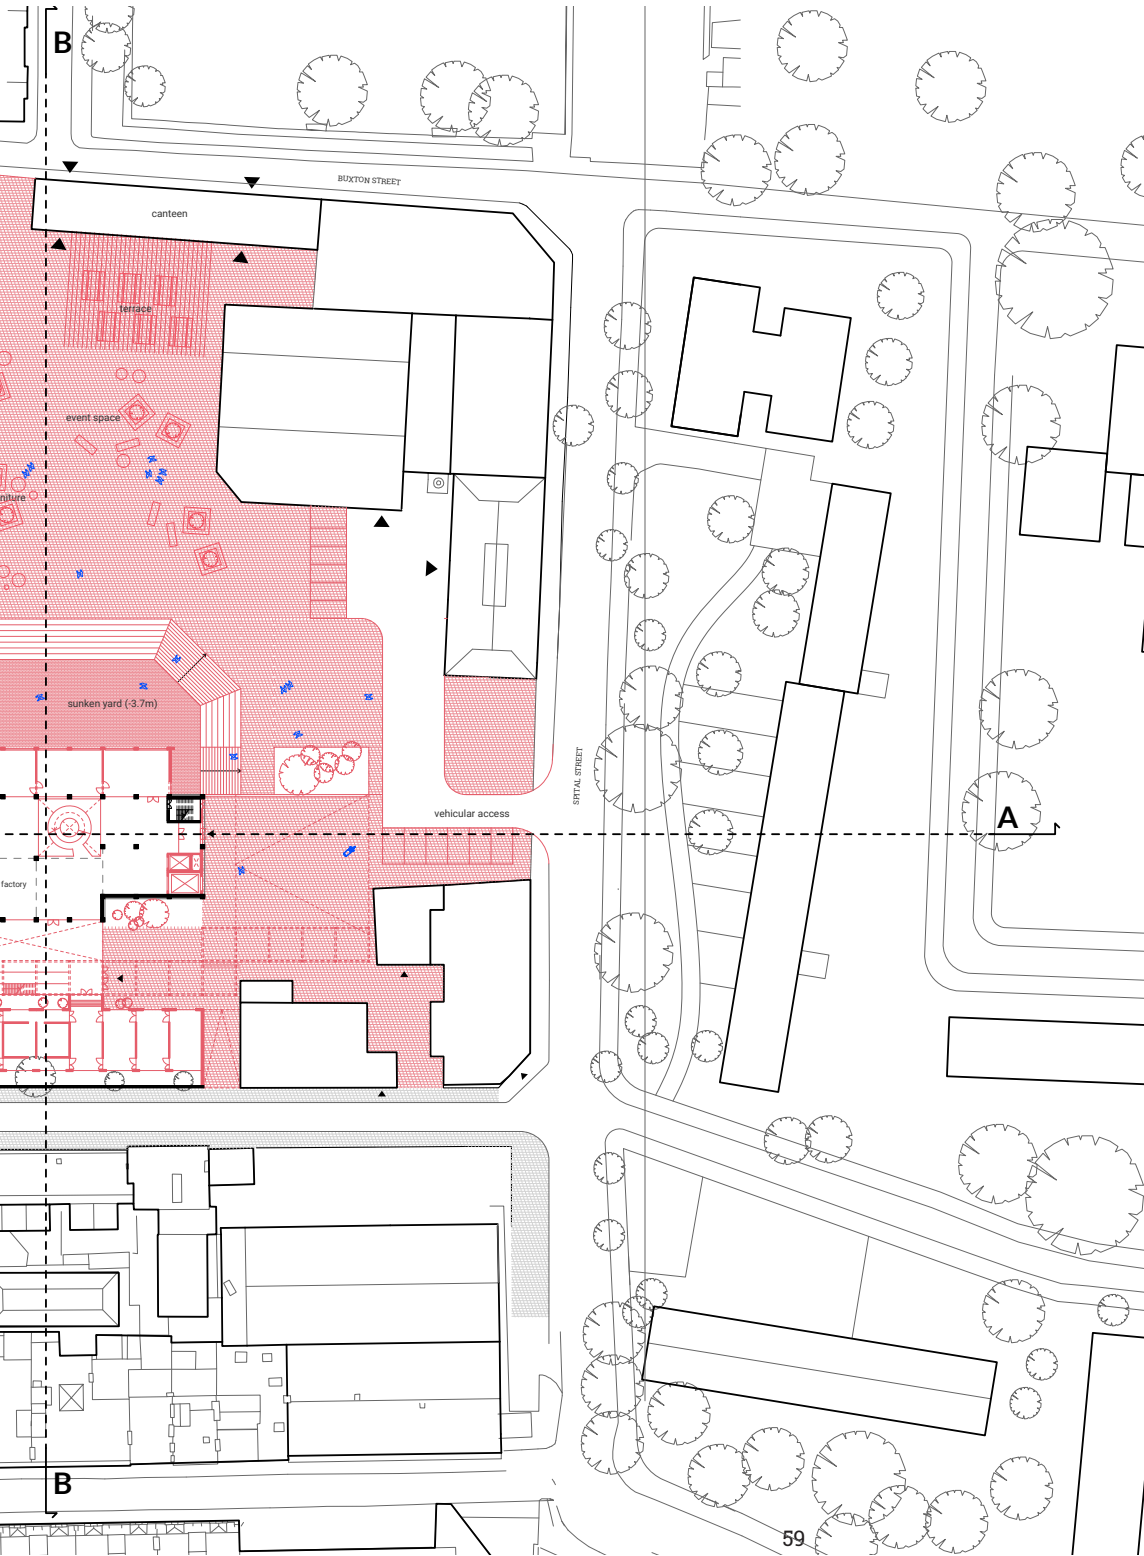 B
BUXTON STREET
canteen
terrace
event space
niture
sunken yard (-3.7m)
SPITAL STREET
vehicular access
A
factory
B
59